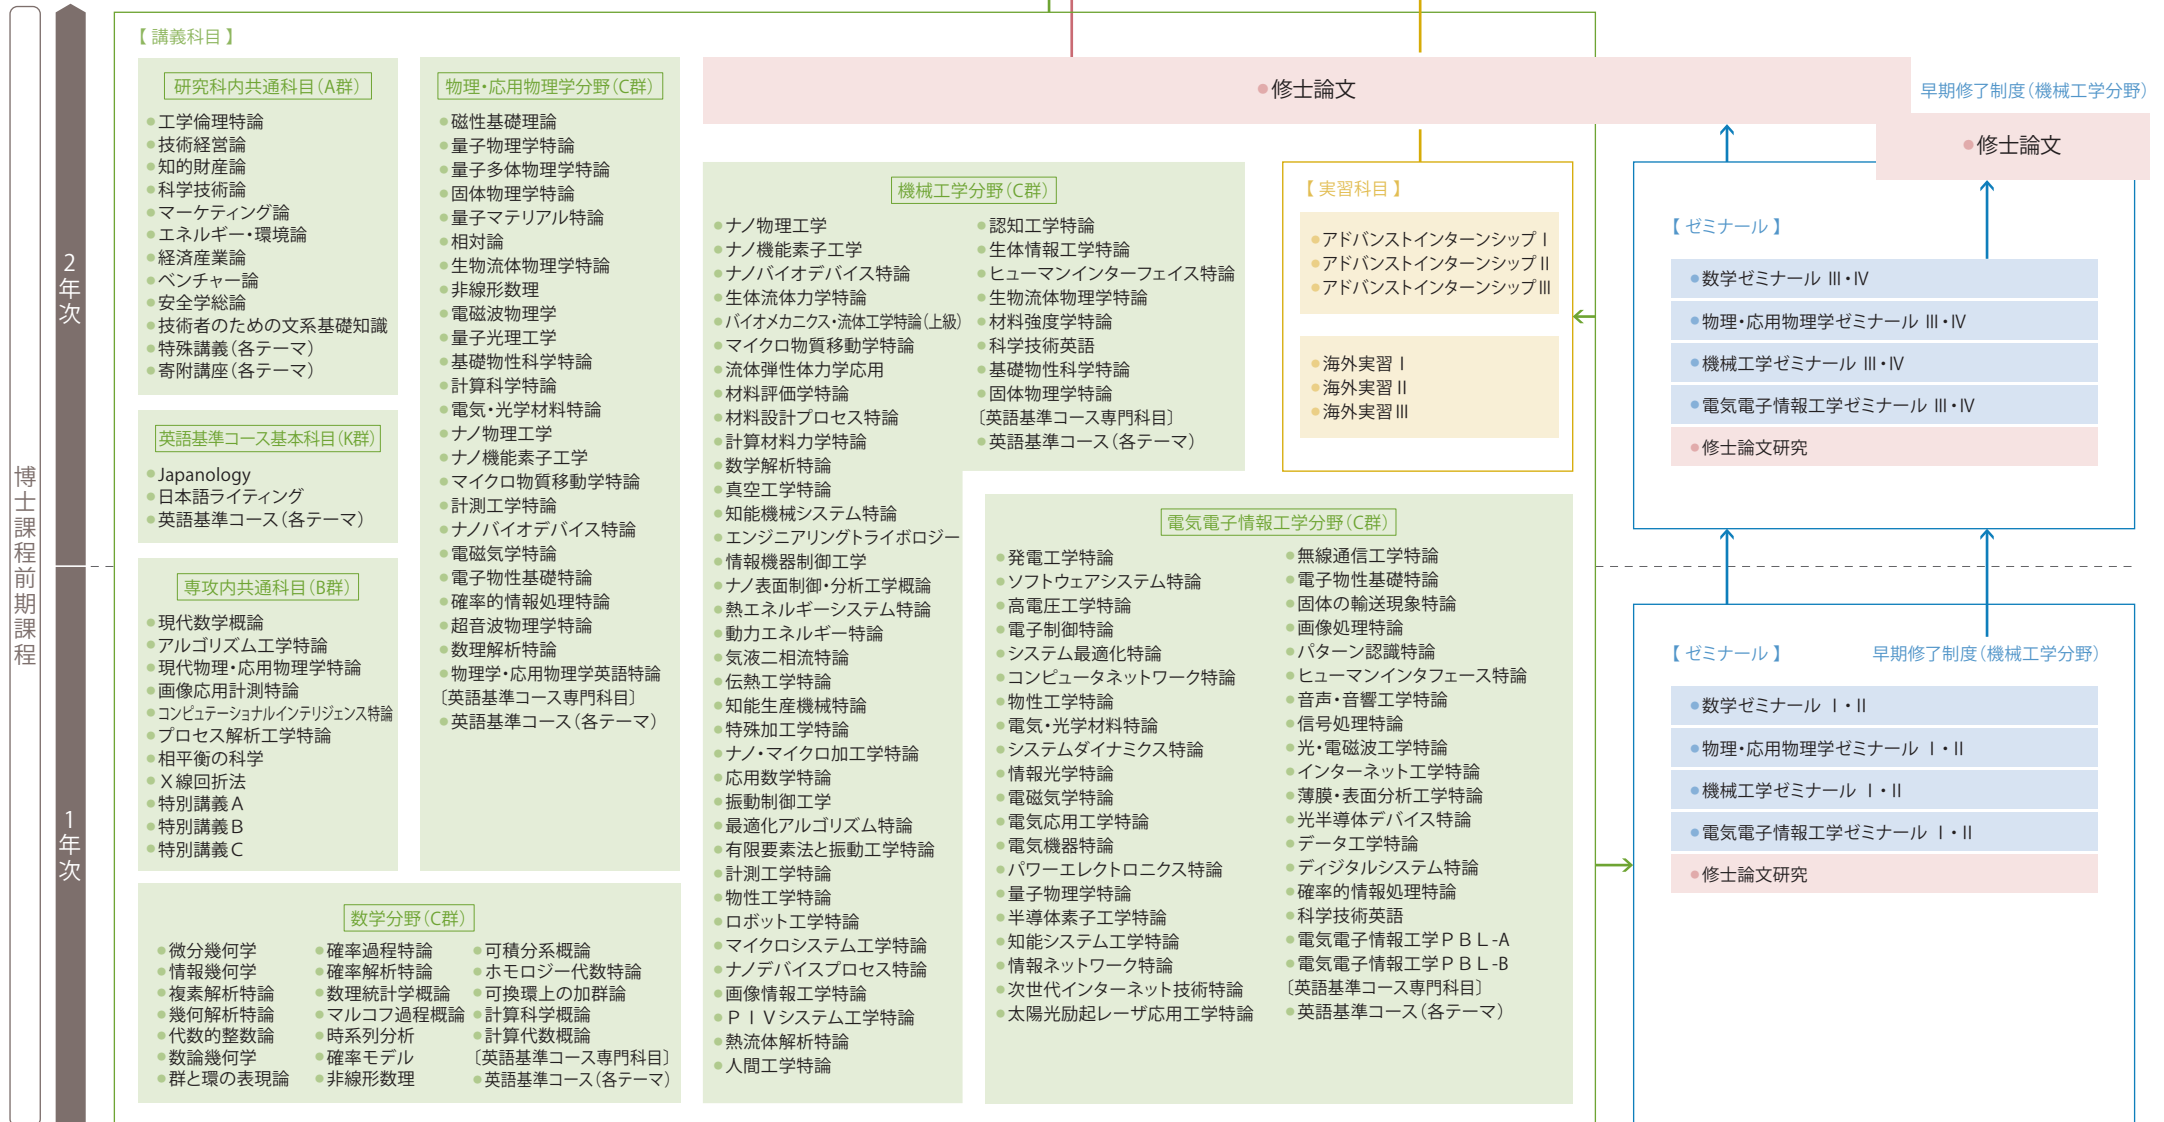 博士課程前期課程
2年次
1年次
【 講義科目 】
研究科内共通科目(A群)
工学倫理特論
技術経営論
知的財産論
科学技術論
マーケティング論
エネルギー・環境論
経済産業論
ベンチャー論
安全学総論
技術者のための文系基礎知識
特殊講義(各テーマ)
寄附講座(各テーマ)
英語基準コース基本科目(K群)
Japanology
日本語ライティング
英語基準コース(各テーマ)
専攻内共通科目(B群)
現代数学概論
アルゴリズム工学特論
現代物理・応用物理学特論
画像応用計測特論
コンピュテーショナルインテリジェンス特論
プロセス解析工学特論
相平衡の科学
X線回折法
特別講義A
特別講義B
特別講義C
物理・応用物理学分野(C群)
磁性基礎理論
量子物理学特論
量子多体物理学特論
固体物理学特論
量子マテリアル特論
相対論
生物流体物理学特論
非線形数理
電磁波物理学
量子光理工学
基礎物性科学特論
計算科学特論
電気・光学材料特論
ナノ物理工学
ナノ機能素子工学
マイクロ物質移動学特論
計測工学特論
ナノバイオデバイス特論
電磁気学特論
電子物性基礎特論
確率的情報処理特論
超音波物理学特論
数理解析特論
物理学・応用物理学英語特論
〔英語基準コース専門科目〕
英語基準コース(各テーマ)
数学分野(C群)
微分幾何学
情報幾何学
複素解析特論
幾何解析特論
代数的整数論
数論幾何学
群と環の表現論
確率過程特論
確率解析特論
数理統計学概論
マルコフ過程概論
時系列分析
確率モデル
非線形数理
可積分系概論
ホモロジー代数特論
可換環上の加群論
計算科学概論
計算代数概論
〔英語基準コース専門科目〕
英語基準コース(各テーマ)
修士論文
機械工学分野(C群)
ナノ物理工学
ナノ機能素子工学
ナノバイオデバイス特論
生体流体力学特論
バイオメカニクス・流体工学特論(上級)
マイクロ物質移動学特論
流体弾性体力学応用
材料評価学特論
材料設計プロセス特論
計算材料力学特論
数学解析特論
真空工学特論
知能機械システム特論
エンジニアリングトライボロジー
情報機器制御工学
ナノ表面制御・分析工学概論
熱エネルギーシステム特論
動力エネルギー特論
気液二相流特論
伝熱工学特論
知能生産機械特論
特殊加工学特論
ナノ・マイクロ加工学特論
応用数学特論
振動制御工学
最適化アルゴリズム特論
有限要素法と振動工学特論
計測工学特論
物性工学特論
ロボット工学特論
マイクロシステム工学特論
ナノデバイスプロセス特論
画像情報工学特論
PIVシステム工学特論
熱流体解析特論
人間工学特論
認知工学特論
生体情報工学特論
ヒューマンインターフェイス特論
生物流体物理学特論
材料強度学特論
科学技術英語
基礎物性科学特論
固体物理学特論
〔英語基準コース専門科目〕
英語基準コース(各テーマ)
【 実習科目 】
アドバンストインターンシップ I
アドバンストインターンシップ II
アドバンストインターンシップ III
海外実習 I
海外実習 II
海外実習 III
電気電子情報工学分野(C群)
発電工学特論
ソフトウェアシステム特論
高電圧工学特論
電子制御特論
システム最適化特論
コンピュータネットワーク特論
物性工学特論
電気・光学材料特論
システムダイナミクス特論
情報光学特論
電磁気学特論
電気応用工学特論
電気機器特論
パワーエレクトロニクス特論
量子物理学特論
半導体素子工学特論
知能システム工学特論
情報ネットワーク特論
次世代インターネット技術特論
太陽光励起レーザ応用工学特論
無線通信工学特論
電子物性基礎特論
固体の輸送現象特論
画像処理特論
パターン認識特論
ヒューマンインタフェース特論
音声・音響工学特論
信号処理特論
光・電磁波工学特論
インターネット工学特論
薄膜・表面分析工学特論
光半導体デバイス特論
データ工学特論
ディジタルシステム特論
確率的情報処理特論
科学技術英語
電気電子情報工学PBL-A
電気電子情報工学PBL-B
〔英語基準コース専門科目〕
英語基準コース(各テーマ)
早期修了制度(機械工学分野)
修士論文
【 ゼミナール 】
数学ゼミナール III・IV
物理・応用物理学ゼミナール III・IV
機械工学ゼミナール III・IV
電気電子情報工学ゼミナール III・IV
修士論文研究
【 ゼミナール 】 早期修了制度(機械工学分野)
数学ゼミナール I・II
物理・応用物理学ゼミナール I・II
機械工学ゼミナール I・II
電気電子情報工学ゼミナール I・II
修士論文研究